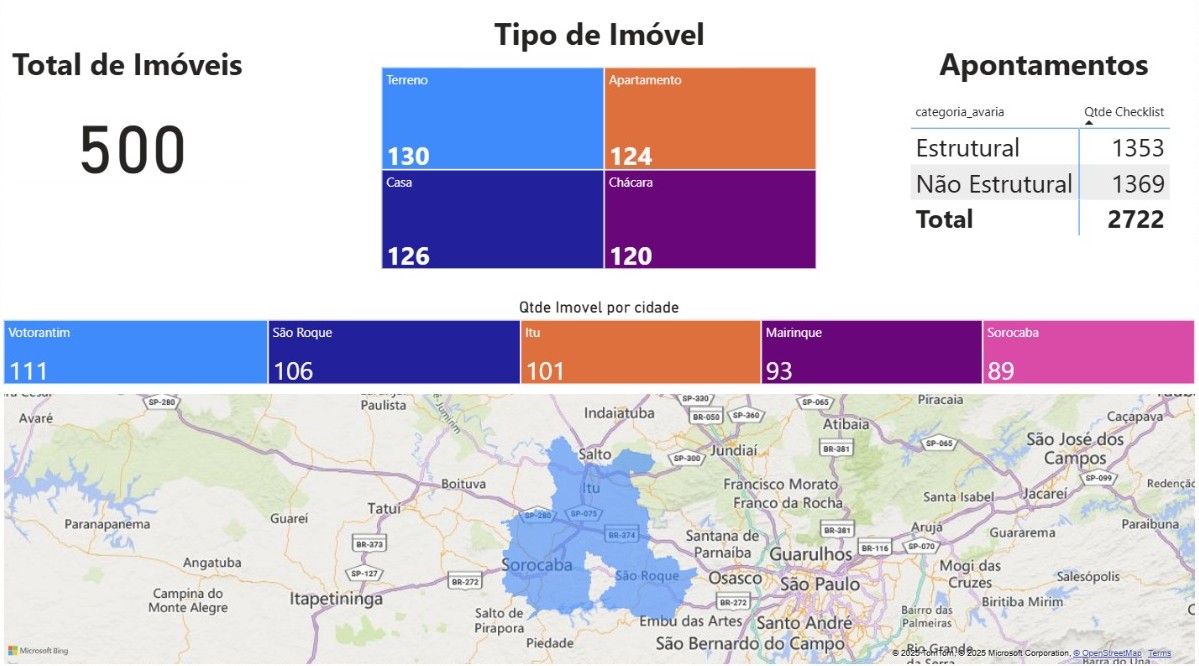 Total de Imóveis
500
Tipo de Imóvel
Terreno
130
Apartamento
124
Casa
126
Chácara
120
Apontamentos
categoria_avaria Qtde Checklist
Estrutural 1353
Não Estrutural 1369
Total 2722
Qtde Imovel por cidade
Votorantim
111
São Roque
106
Itu
101
Mairinque
93
Sorocaba
89
SP-280
Paulista
Avaré
Indaiatuba
SP-330
BR-050
SP-360
SP-065
Piracaia
Atibaia
Caçapava
Jundiaí
SP-300
BR-381
SP-065
São José dos
Campos
Salto
Itu
Boituva
Tatuí
Guareí
Paranapanema
SP-280
SP-075
BR-374
BR-373
SP-127
BR-272
Angatuba
Campina do
Monte Alegre
Itapetininga
Sorocaba
São Roque
Salto de
Pirapora
Piedade
Francisco Morato
Franco da Rocha
Santa Isabel
Jacareí
SP-099
Redenção
Paraibuna
BR-381
Arujá
BR-116
SP-070
Guararema
Santana de
Parnaíba
Guarulhos
Osasco
São Paulo
Mogi das
Cruzes
Salesópolis
Biritiba Mirim
BR-272
Embu das Artes
Santo André
São Bernardo do Campo
Bairro das
Palmeiras
Rio Grande
da Serra
Barra do Una
Microsoft Bing
© 2025 TomTom, © 2025 Microsoft Corporation, © OpenStreetMap Terms